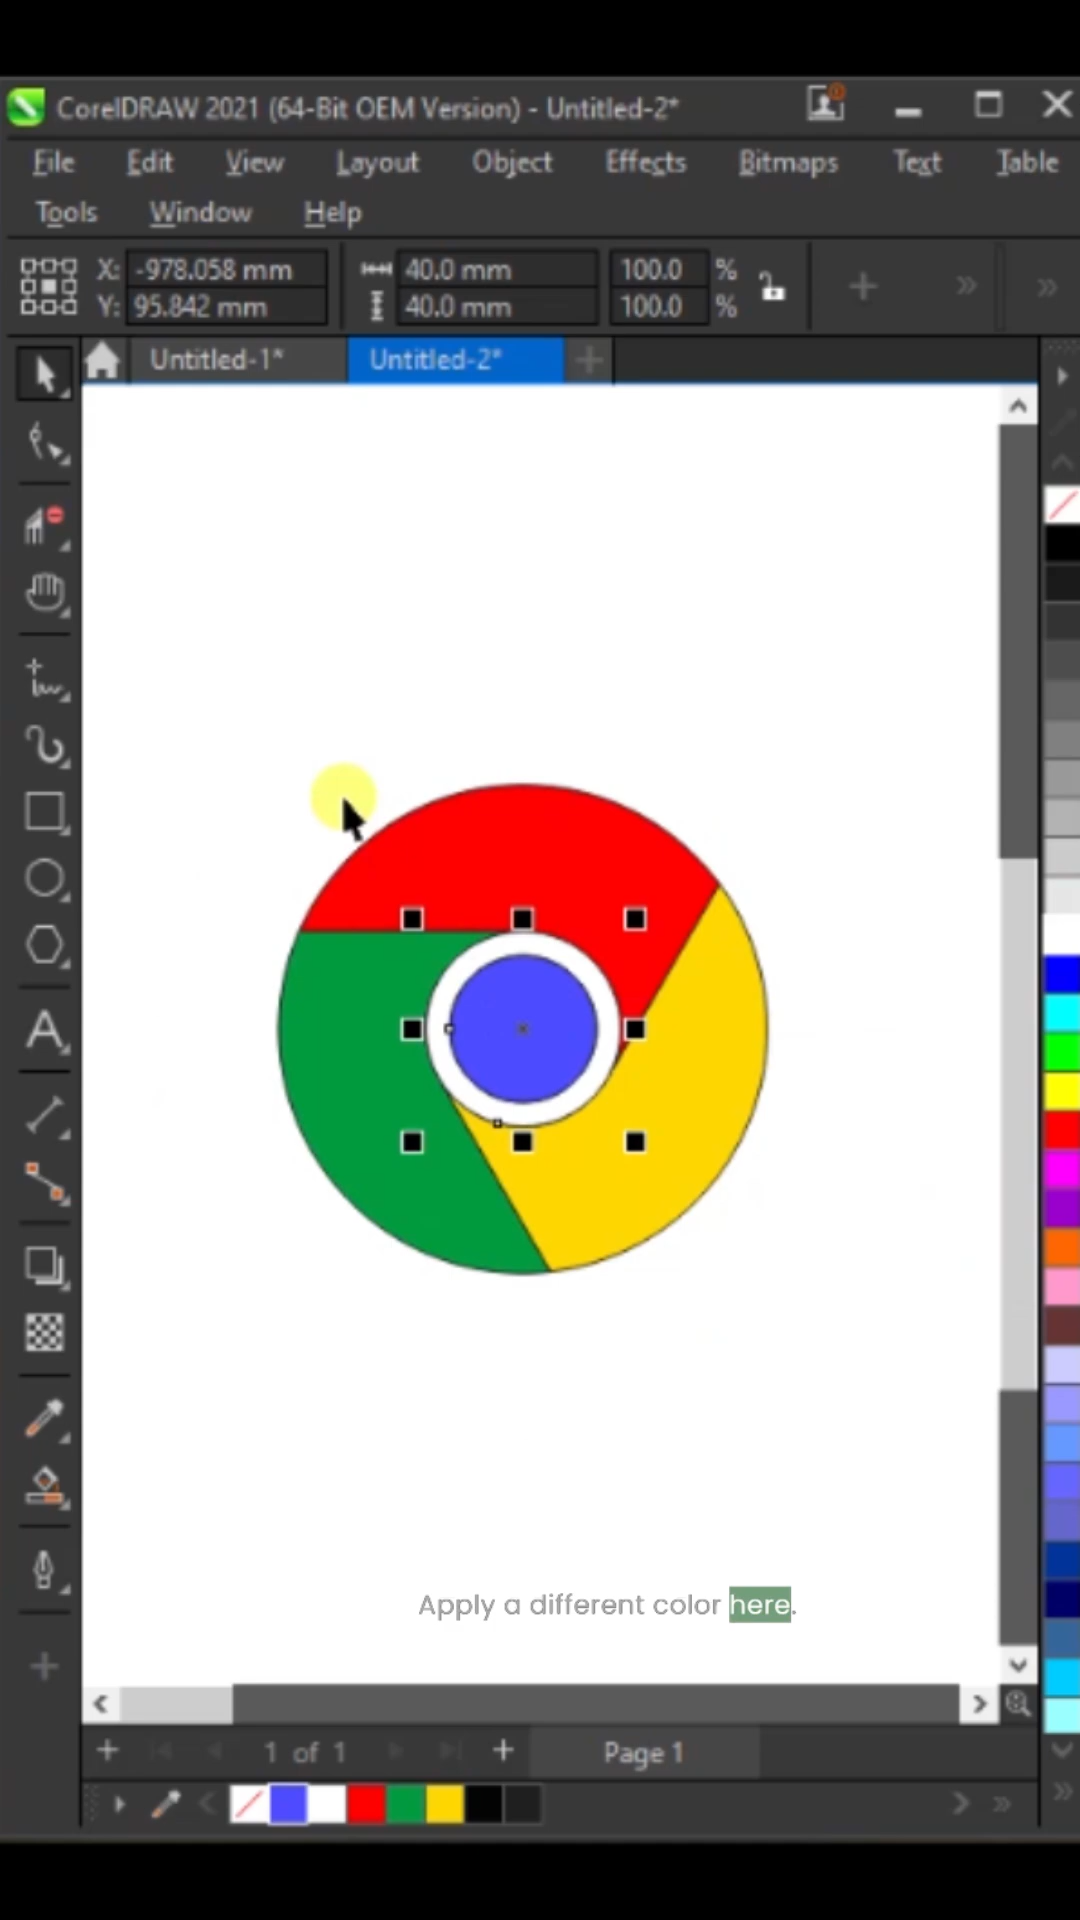 CorelDRAW 2021 (64-Bit OEM Version) - Untitled-2*
File Edit View Layout Object Effects Bitmaps Text Table
Tools Window Help
X: -978.058 mm 40.0 mm 100.0 %
Y: 95.842 mm 40.0 mm 100.0 %
Untitled-1* Untitled-2*
Apply a different color here.
1 of 1 Page 1